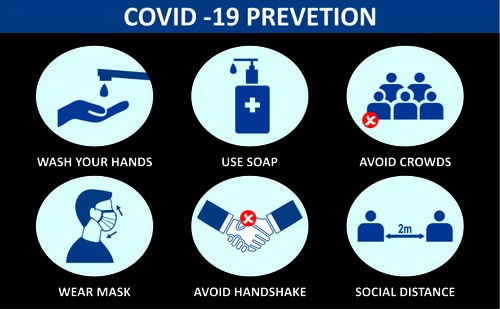 COVID -19 PREVETION
WASH YOUR HANDS
USE SOAP
AVOID CROWDS
2m
WEAR MASK
AVOID HANDSHAKE
SOCIAL DISTANCE